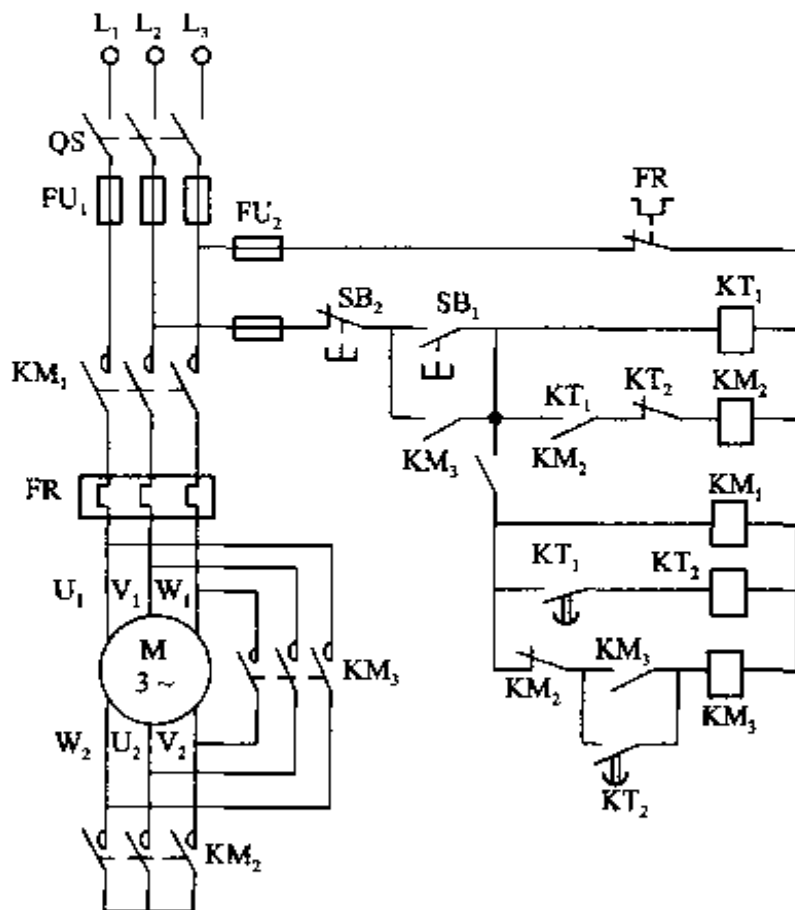 L₁ L₂ L₃
QS
FR
FU₁
FU₂
KT₁
SB₂
SB₁
KM₁
KT₁
KT₂
KM₂
KM₃
KM₂
FR
KM₁
KT₁
KT₂
U₁ V₁ W₁
M
3 ~
KM₃
KM₂
KM₃
KM₃
W₂ U₂ V₂
KT₂
KM₂